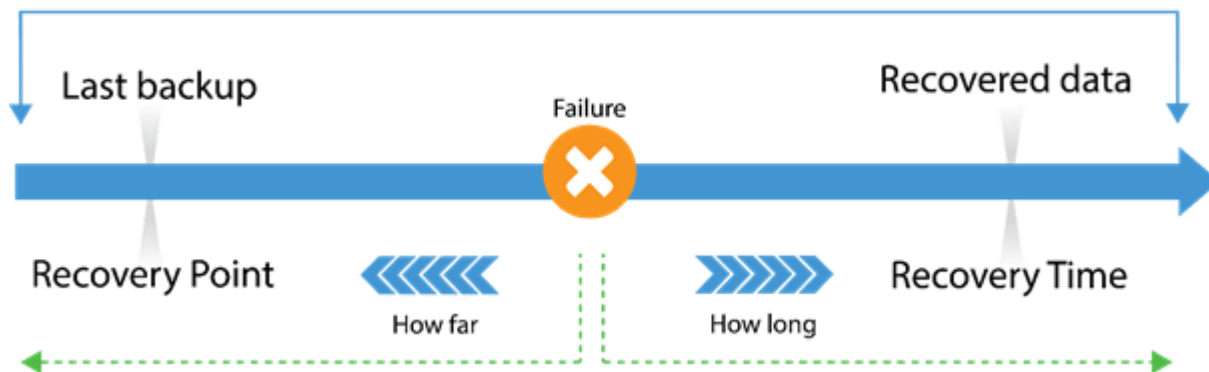 Last backup
Failure
Recovered data
Recovery Point
How far
How long
Recovery Time